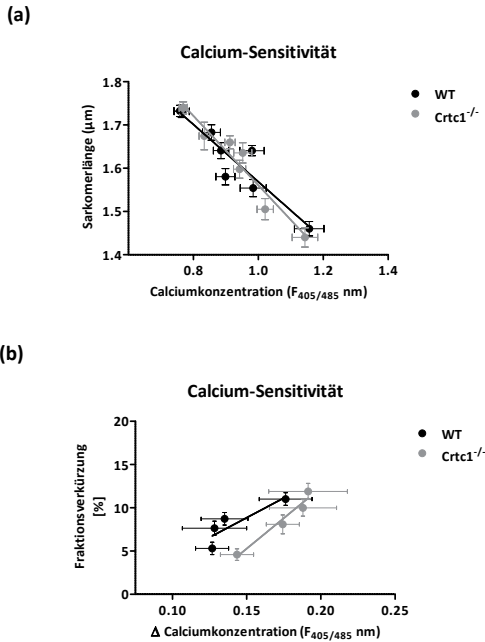 (a)
Calcium-Sensitivität
1.8
1.7
1.6
1.5
1.4
Sarkomerlänge (µm)
0.8 1.0 1.2 1.4
Calciumkonzentration (F405/485 nm)
WT
Crtc1-/-
(b)
Calcium-Sensitivität
20
15
10
5
0
Fraktionsverkürzung
[%]
0.10 0.15 0.20 0.25
Δ Calciumkonzentration (F405/485 nm)
WT
Crtc1-/-